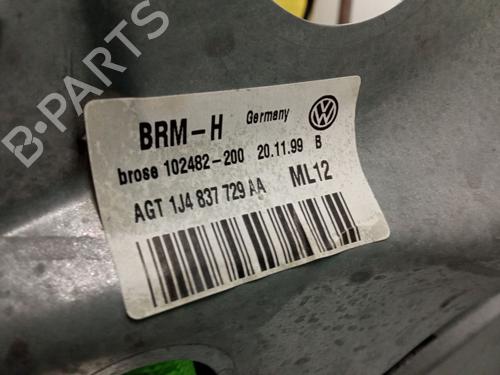 B-PARTS
BRM-H Germany
brose 102482-200 20.11.99 B
AGT 1J4 837 729 AA ML12